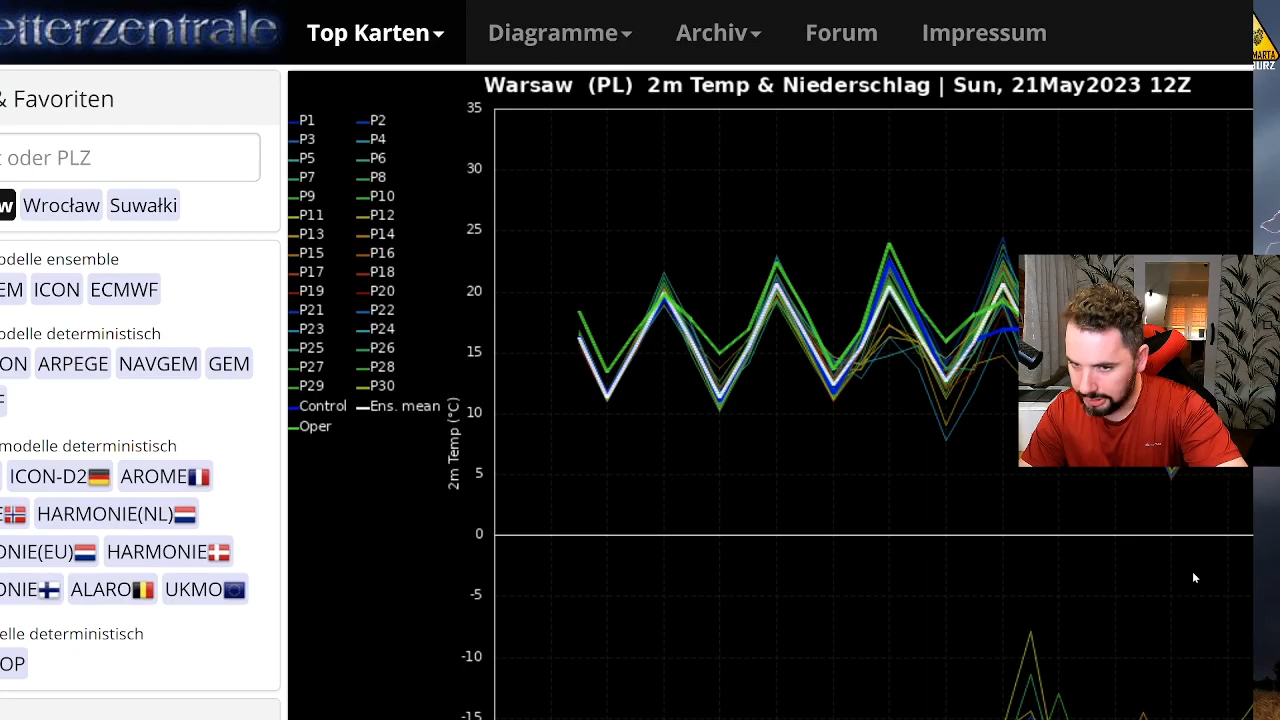 etterzentrale
Top Karten Diagramme Archiv Forum Impressum
& Favoriten
t oder PLZ
w Wrocław Suwałki
odelle ensemble
EM ICON ECMWF
odelle deterministisch
ON ARPEGE NAVGEM GEM
F
modelle deterministisch
ICON-D2 AROME
E HARMONIE(NL)
ONIE(EU) HARMONIE
ONIE ALARO UKMO
elle deterministisch
OP
Warsaw (PL) 2m Temp & Niederschlag | Sun, 21May2023 12Z
P1 P2
P3 P4
P5 P6
P7 P8
P9 P10
P11 P12
P13 P14
P15 P16
P17 P18
P19 P20
P21 P22
P23 P24
P25 P26
P27 P28
P29 P30
Control Ens. mean
Oper
2m Temp (°C)
35
30
25
20
15
10
5
0
-5
-10
-15
MARTA
BURZ